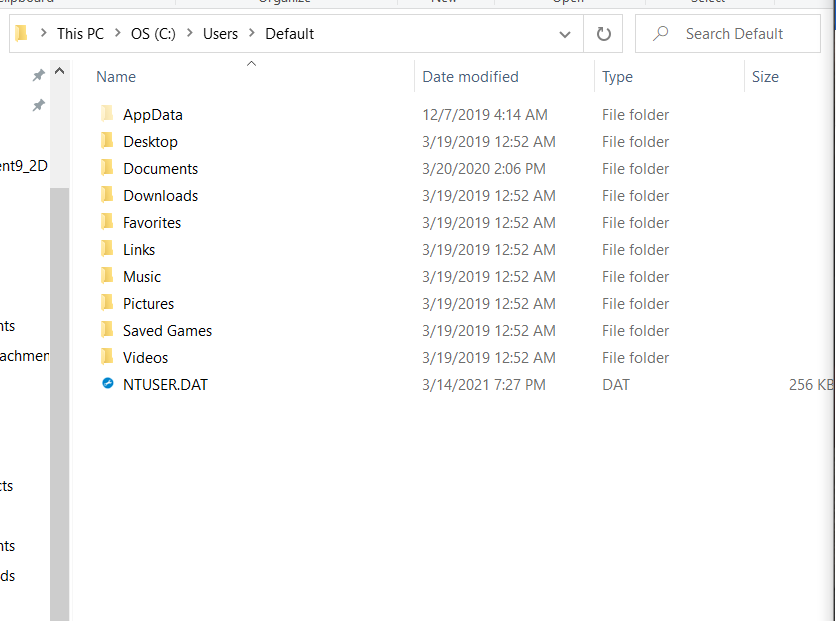 This PC > OS (C:) > Users > Default
Search Default
Name Date modified Type Size
AppData 12/7/2019 4:14 AM File folder
Desktop 3/19/2019 12:52 AM File folder
ent9_2D Documents 3/20/2020 2:06 PM File folder
Downloads 3/19/2019 12:52 AM File folder
Favorites 3/19/2019 12:52 AM File folder
Links 3/19/2019 12:52 AM File folder
Music 3/19/2019 12:52 AM File folder
Pictures 3/19/2019 12:52 AM File folder
nts Saved Games 3/19/2019 12:52 AM File folder
achmen Videos 3/19/2019 12:52 AM File folder
NTUSER.DAT 3/14/2021 7:27 PM DAT 256 KB
cts
nts
ds